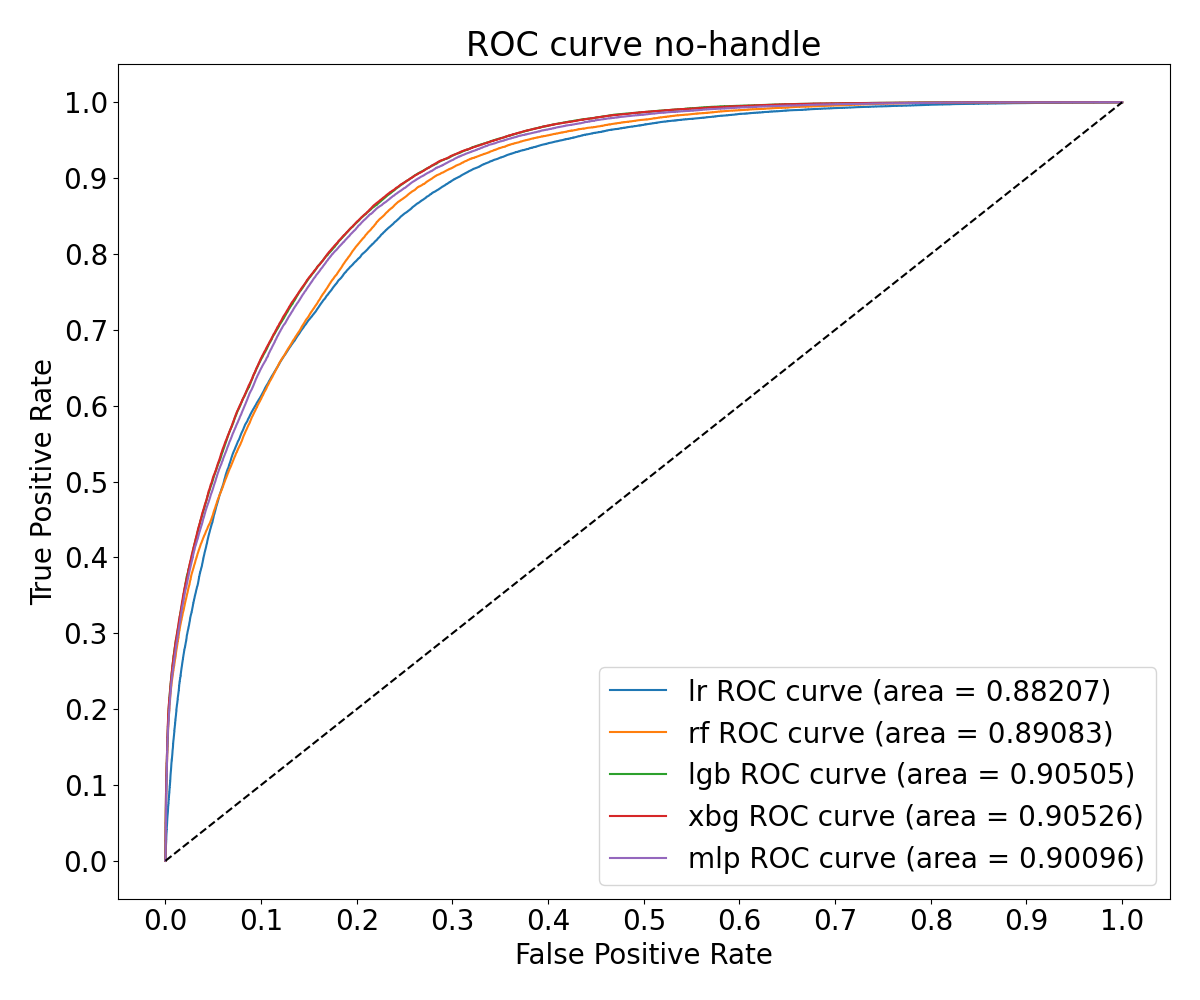 ROC curve no-handle
True Positive Rate
1.0
0.9
0.8
0.7
0.6
0.5
0.4
0.3
0.2
0.1
0.0
lr ROC curve (area = 0.88207)
rf ROC curve (area = 0.89083)
lgb ROC curve (area = 0.90505)
xbg ROC curve (area = 0.90526)
mlp ROC curve (area = 0.90096)
0.0 0.1 0.2 0.3 0.4 0.5 0.6 0.7 0.8 0.9 1.0
False Positive Rate